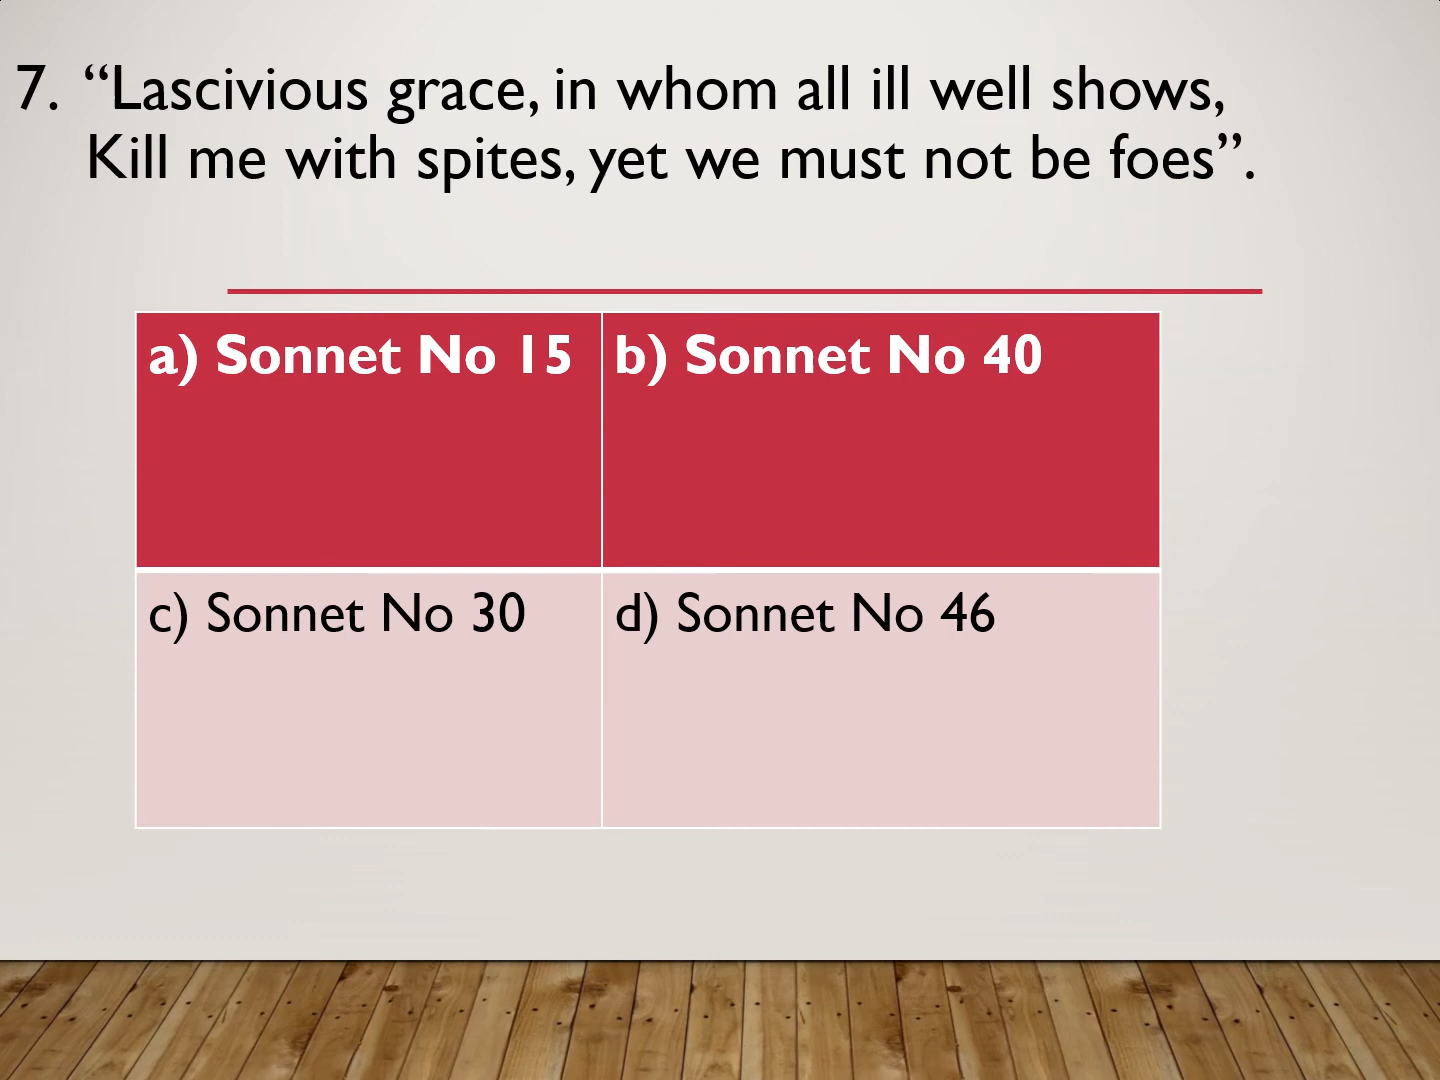 7. “Lascivious grace, in whom all ill well shows,
Kill me with spites, yet we must not be foes”.
a) Sonnet No 15
b) Sonnet No 40
c) Sonnet No 30
d) Sonnet No 46